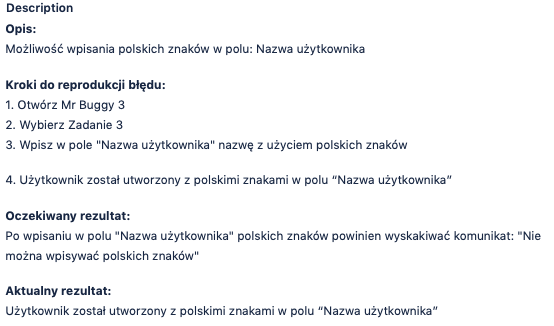 Description
Opis:
Możliwość wpisania polskich znaków w polu: Nazwa użytkownika
Kroki do reprodukcji błędu:
1. Otwórz Mr Buggy 3
2. Wybierz Zadanie 3
3. Wpisz w pole "Nazwa użytkownika" nazwę z użyciem polskich znaków
4. Użytkownik został utworzony z polskimi znakami w polu “Nazwa użytkownika”
Oczekiwany rezultat:
Po wpisaniu w polu "Nazwa użytkownika" polskich znaków powinien wyskakiwać komunikat: "Nie
można wpisywać polskich znaków"
Aktualny rezultat:
Użytkownik został utworzony z polskimi znakami w polu “Nazwa użytkownika”